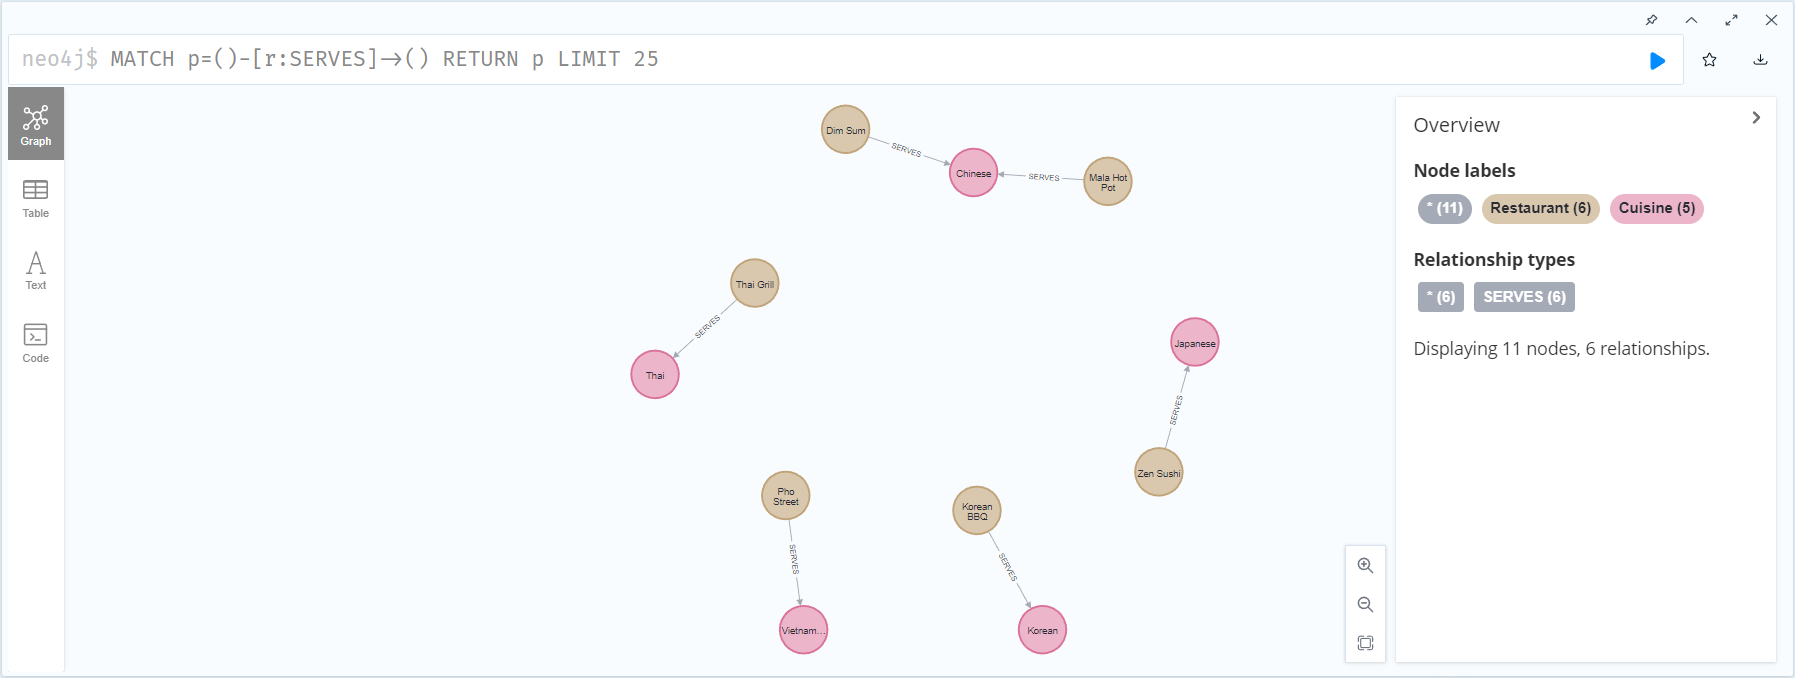 neo4j$ MATCH p=()-[r:SERVES]->() RETURN p LIMIT 25
Graph
Table
Text
Code
Dim Sum
SERVES
Chinese
SERVES
Mala Hot
Pot
Thai Grill
SERVES
Thai
Japanese
SERVES
Zen Sushi
Pho
Street
SERVES
Vietnam...
Korean
BBQ
SERVES
Korean
Overview
Node labels
* (11) Restaurant (6) Cuisine (5)
Relationship types
* (6) SERVES (6)
Displaying 11 nodes, 6 relationships.